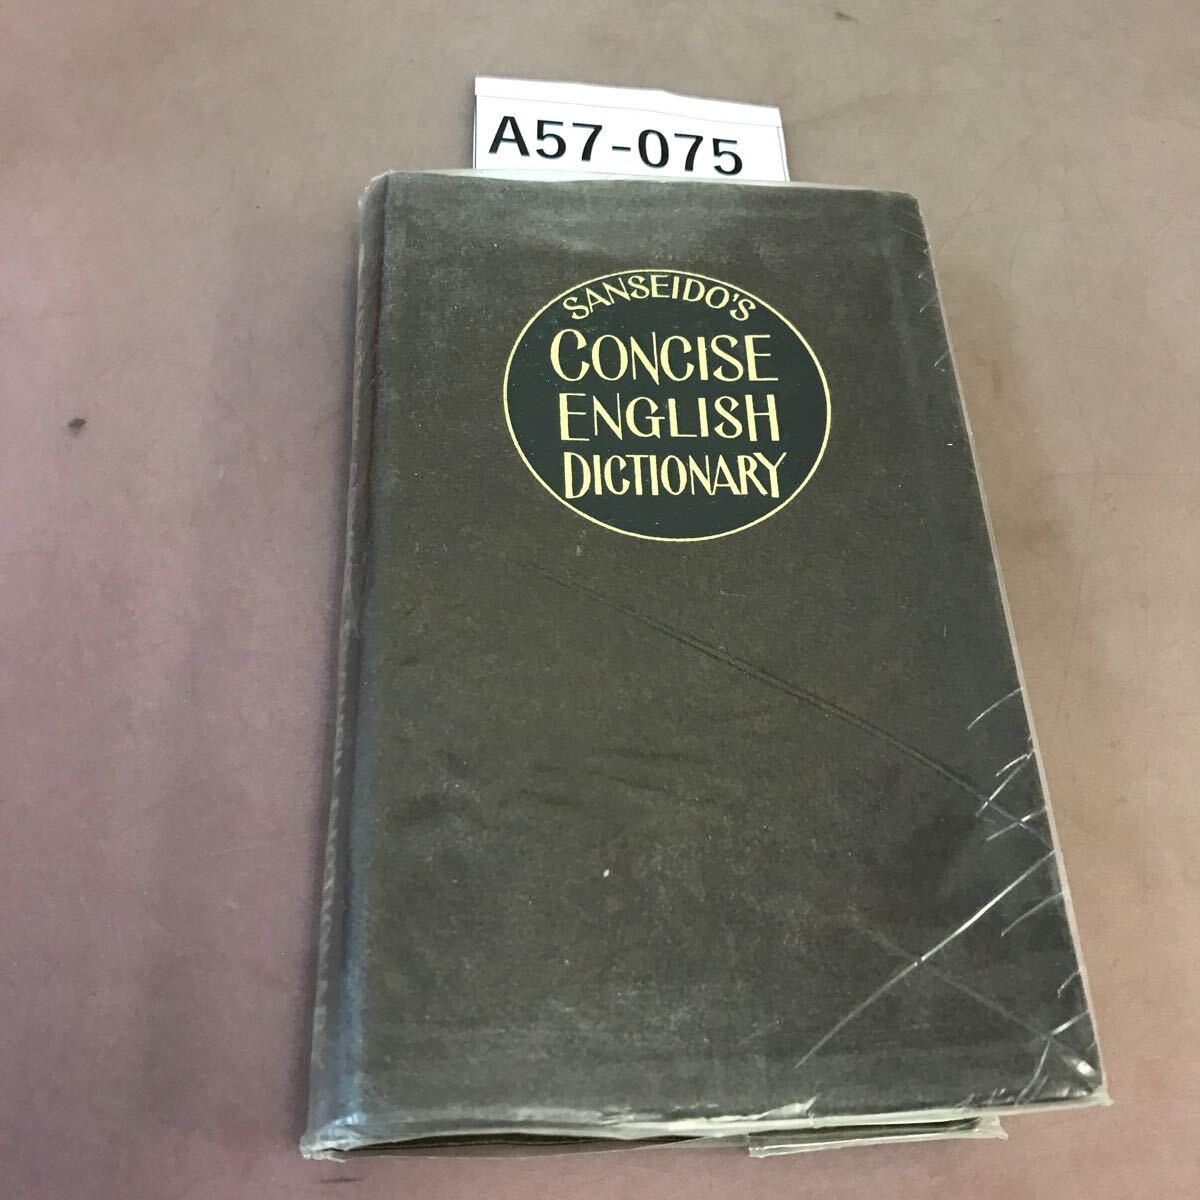 A57-075
SANSEIDO'S
CONCISE
ENGLISH
DICTIONARY